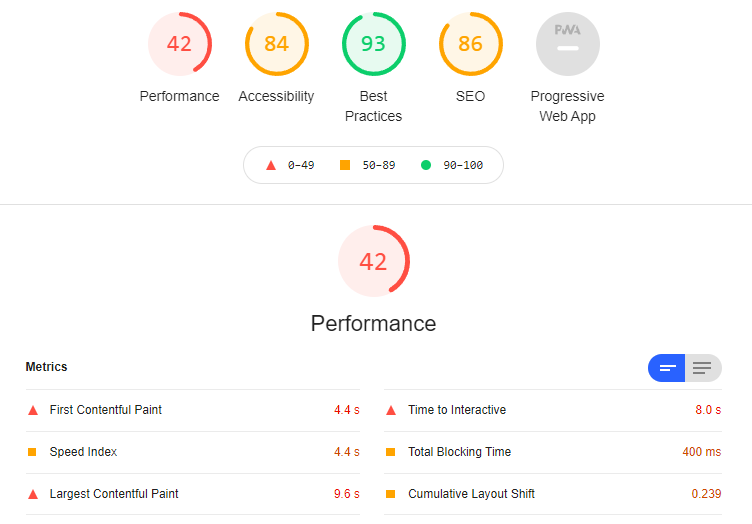 42 84 93 86 PWA
Performance Accessibility Best Practices SEO Progressive Web App
0–49 50–89 90–100
42
Performance
Metrics
First Contentful Paint 4.4 s
Time to Interactive 8.0 s
Speed Index 4.4 s
Total Blocking Time 400 ms
Largest Contentful Paint 9.6 s
Cumulative Layout Shift 0.239